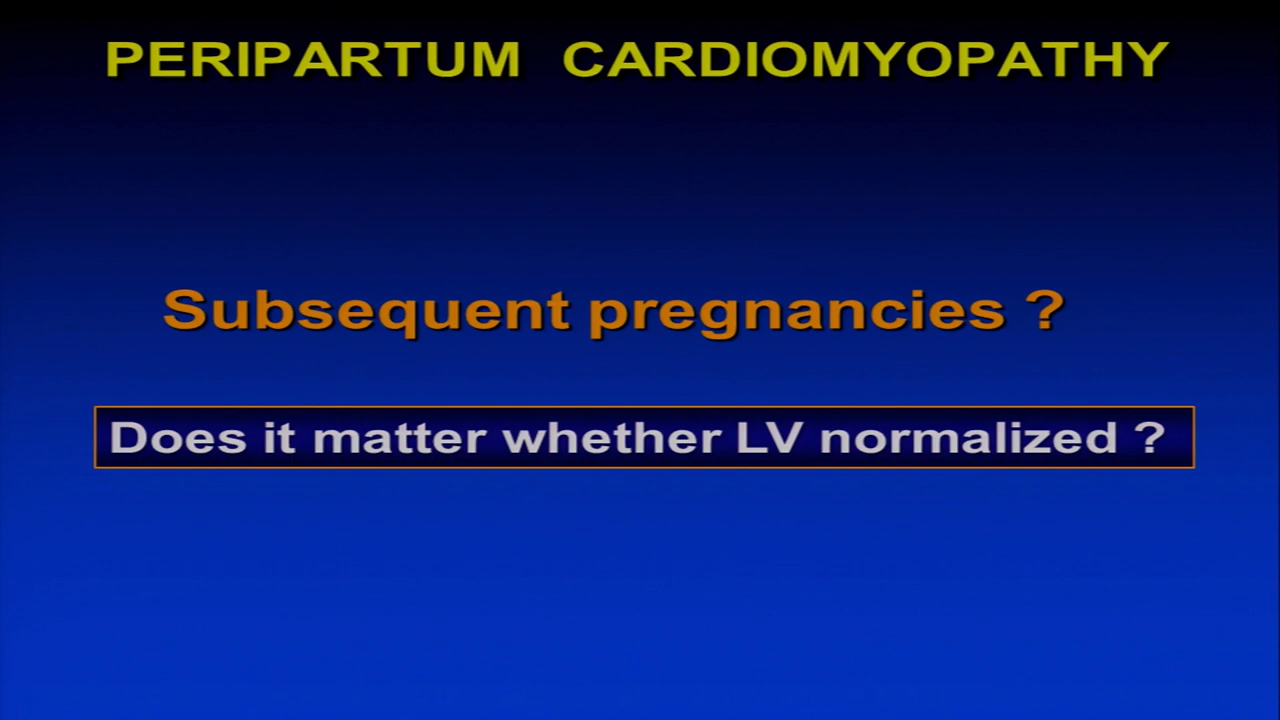 PERIPARTUM CARDIOMYOPATHY
Subsequent pregnancies ?
Does it matter whether LV normalized ?